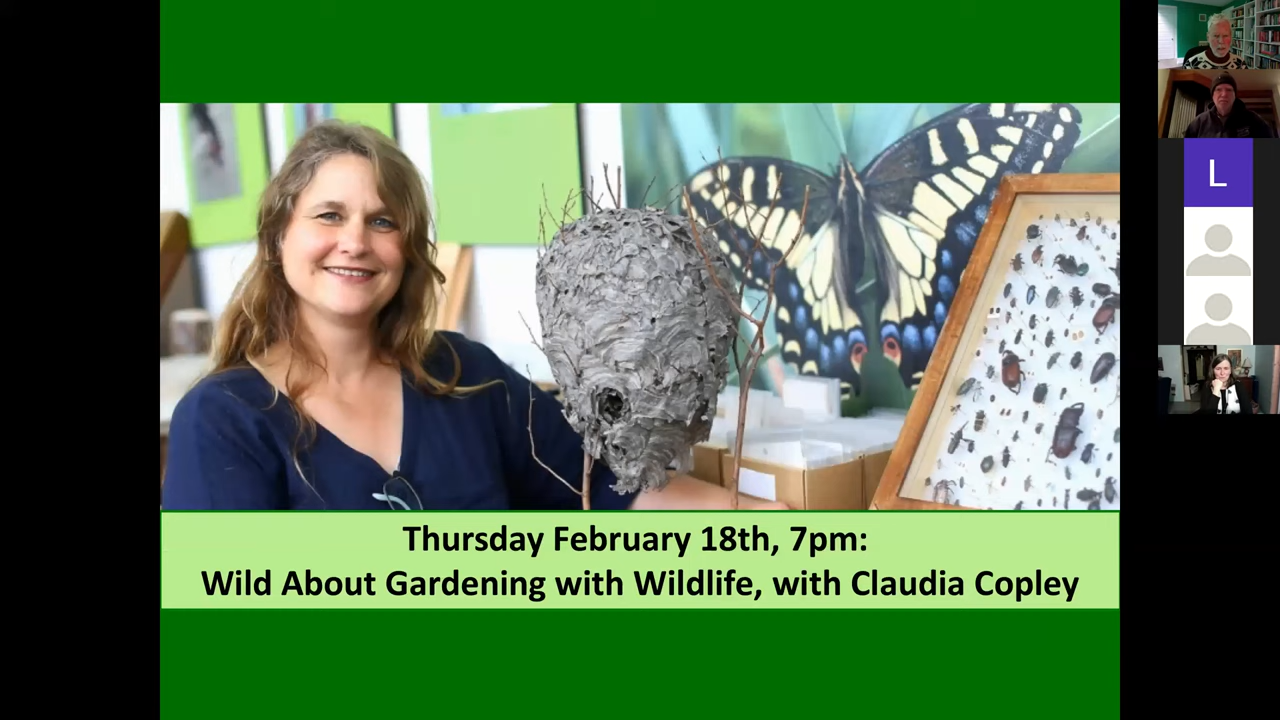 Thursday February 18th, 7pm:
Wild About Gardening with Wildlife, with Claudia Copley
L